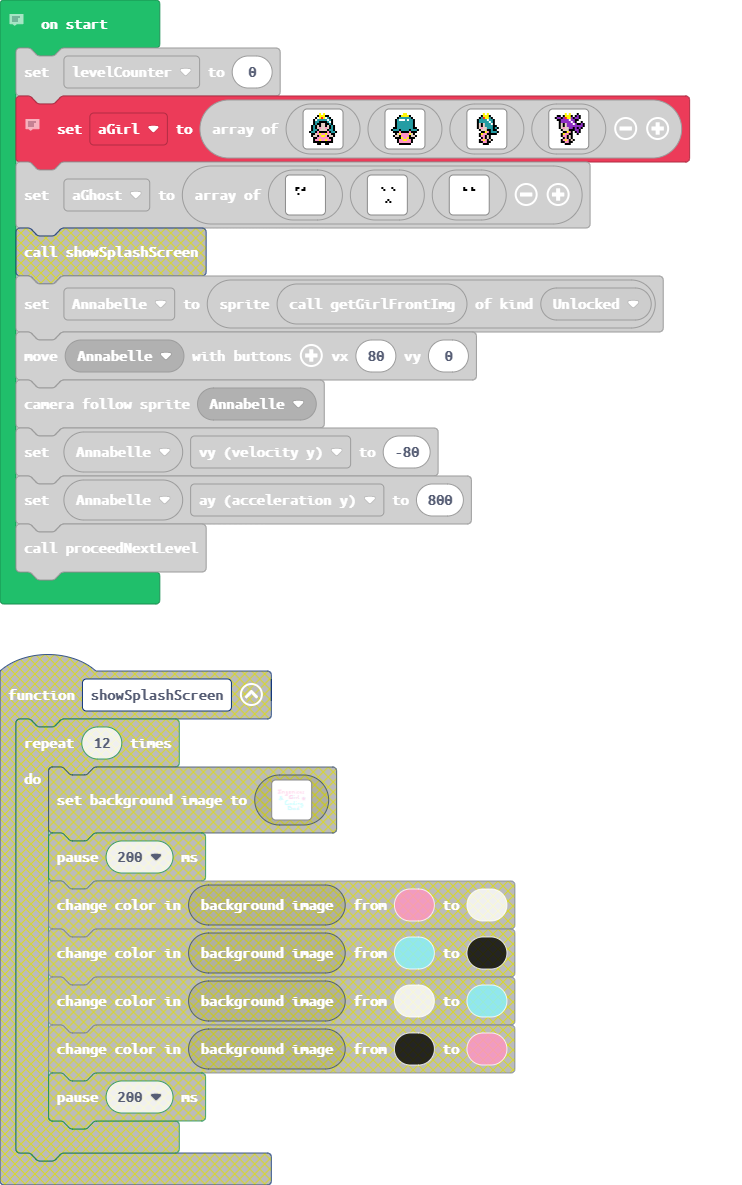 on start
set levelCounter to 0
set aGirl to array of
set aGhost to array of
call showSplashScreen
set Annabelle to sprite call getGirlFrontImg of kind Unlocked
move Annabelle with buttons vx 80 vy 0
camera follow sprite Annabelle
set Annabelle vy (velocity y) to -80
set Annabelle ay (acceleration y) to 800
call proceedNextLevel
function showSplashScreen
repeat 12 times
do
set background image to
pause 200 ms
change color in background image from to
change color in background image from to
change color in background image from to
change color in background image from to
pause 200 ms